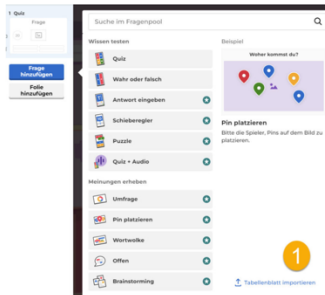 1 Quiz
Frage
Frage hinzufügen
Folie hinzufügen
Suche im Fragenpool
Wissen testen
Quiz
Wahr oder falsch
Antwort eingeben
Schieberegler
Puzzle
Quiz + Audio
Meinungen erheben
Umfrage
Pin platzieren
Wortwolke
Offen
Brainstorming
Beispiel
Woher kommst du?
Pin platzieren
Bitte die Spieler, Pins auf dem Bild zu
platzieren.
1
Tabellenblatt importieren